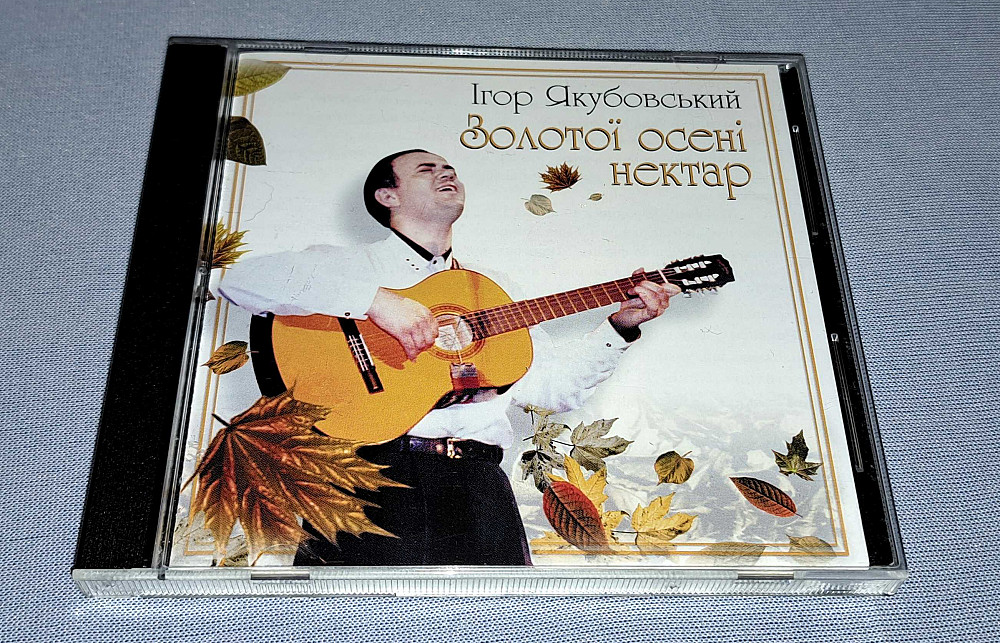 Ігор Якубовський
Золотої осені
нектар